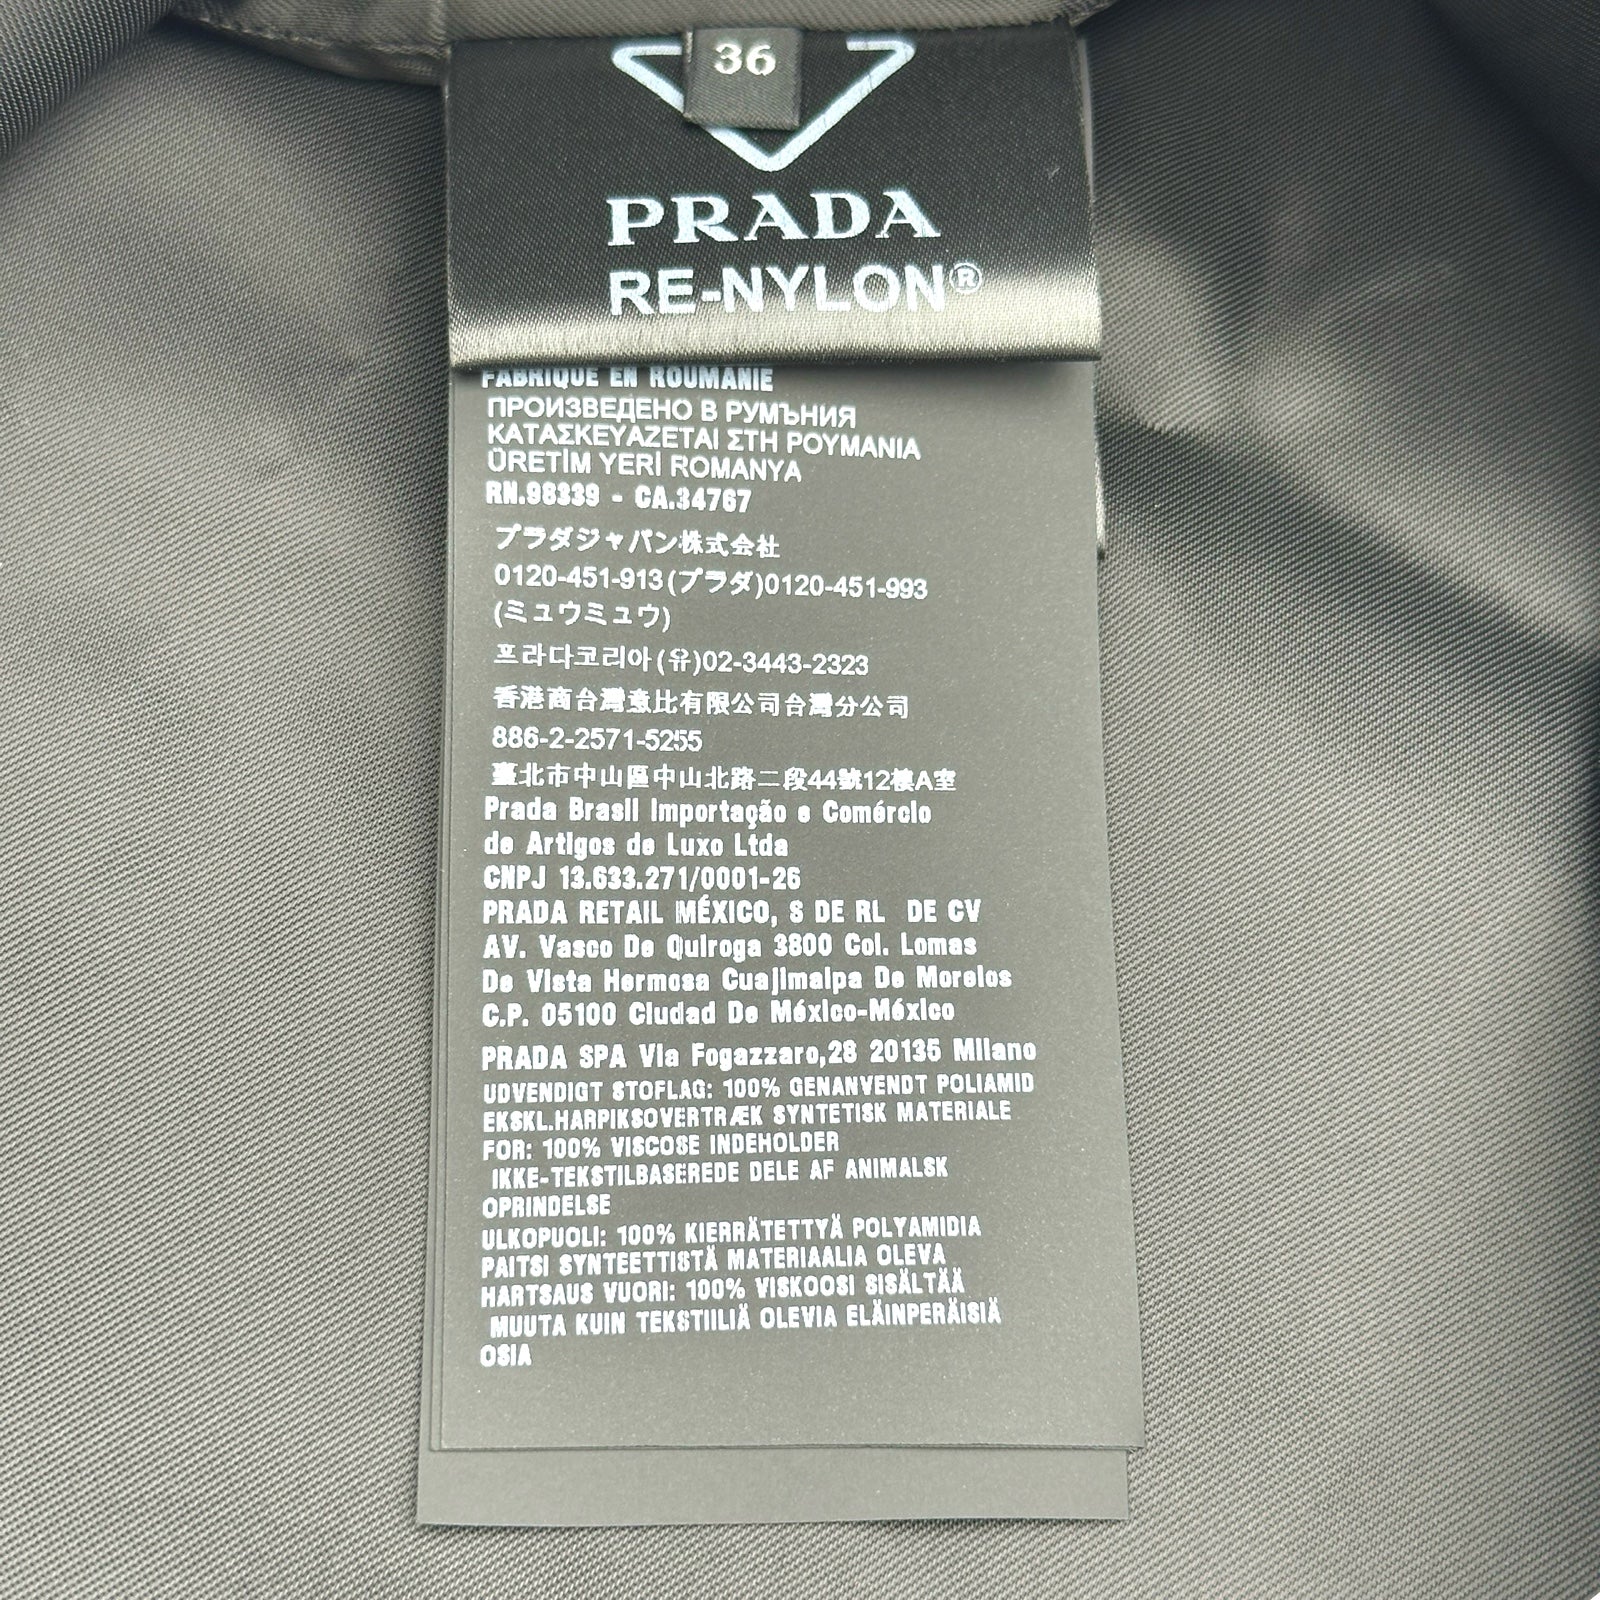 36
PRADA
RE-NYLON®
FABRIQUE EN ROUMANIE
ПРОИЗВЕДЕНО В РУМЪНИЯ
ΚΑΤΑΣΚΕΥΑΖΕΤΑΙ ΣΤΗ ΡΟΥΜΑΝΙΑ
ÜRETİM YERİ ROMANYA
RN.98339 - CA.34767
プラダジャパン株式会社
0120-451-913(プラダ)0120-451-993
(ミュウミュウ)
프라다코리아(유)02-3443-2323
香港商台灣意比有限公司台灣分公司
886-2-2571-5255
臺北市中山區中山北路二段44號12樓A室
Prada Brasil Importação e Comércio
de Artigos de Luxo Ltda
CNPJ 13.633.271/0001-26
PRADA RETAIL MÉXICO, S DE RL DE CV
AV. Vasco De Quiroga 3800 Col. Lomas
De Vista Hermosa Cuajimalpa De Morelos
C.P. 05100 Ciudad De México-México
PRADA SPA Via Fogazzaro,28 20135 Milano
UDVENDIGT STOFLAG: 100% GENANVENDT POLIAMID
EKSKL.HARPIKSOVERTRÆK SYNTETISK MATERIALE
FOR: 100% VISCOSE INDEHOLDER
IKKE-TEKSTILBASEREDE DELE AF ANIMALSK
OPRINDELSE
ULKOPUOLI: 100% KIERRÄTETTYÄ POLYAMIDIA
PAITSI SYNTEETTISTÄ MATERIAALIA OLEVA
HARTSAUS VUORI: 100% VISKOOSI SISÄLTÄÄ
MUUTA KUIN TEKSTIILIÄ OLEVIA ELÄINPERÄISIÄ
OSIA